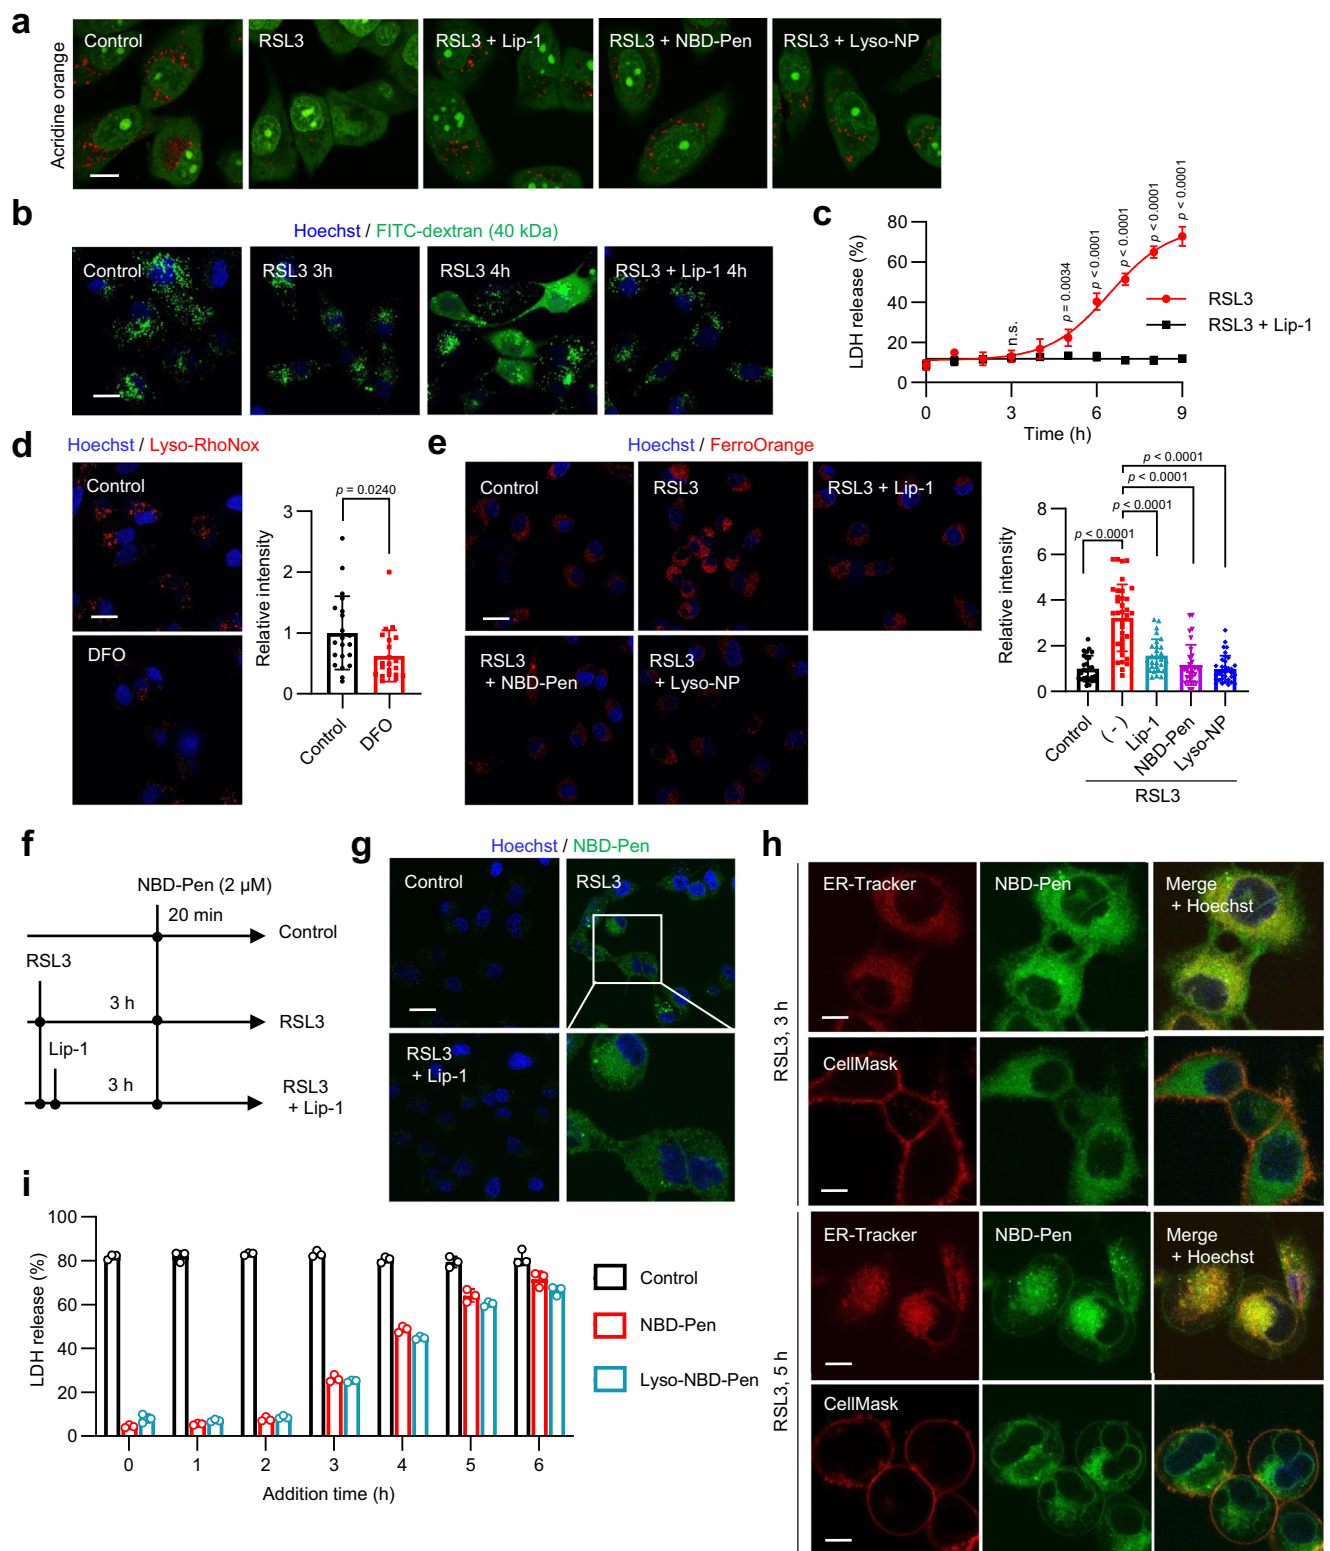 a
Acridine orange
Control
RSL3
RSL3 + Lip-1
RSL3 + NBD-Pen
RSL3 + Lyso-NP
b
Hoechst / FITC-dextran (40 kDa)
Control
RSL3 3h
RSL3 4h
RSL3 + Lip-1 4h
c
LDH release (%)
80
60
40
20
0
0
3
6
9
Time (h)
n.s.
p = 0.0034
p < 0.0001
p < 0.0001
p < 0.0001
p < 0.0001
RSL3
RSL3 + Lip-1
d
Hoechst / Lyso-RhoNox
Control
DFO
Relative intensity
3
2
1
0
p = 0.0240
Control
DFO
e
Hoechst / FerroOrange
Control
RSL3
RSL3 + Lip-1
RSL3
+ NBD-Pen
RSL3
+ Lyso-NP
Relative intensity
8
6
4
2
0
p < 0.0001
p < 0.0001
p < 0.0001
p < 0.0001
Control
(-)
Lip-1
NBD-Pen
Lyso-NP
RSL3
f
NBD-Pen (2 µM)
20 min
Control
RSL3
3 h
RSL3
Lip-1
3 h
RSL3
+ Lip-1
g
Hoechst / NBD-Pen
Control
RSL3
RSL3
+ Lip-1
h
RSL3, 3 h
ER-Tracker
NBD-Pen
Merge
+ Hoechst
CellMask
RSL3, 5 h
ER-Tracker
NBD-Pen
Merge
+ Hoechst
CellMask
i
LDH release (%)
100
80
60
40
20
0
0
1
2
3
4
5
6
Addition time (h)
Control
NBD-Pen
Lyso-NBD-Pen